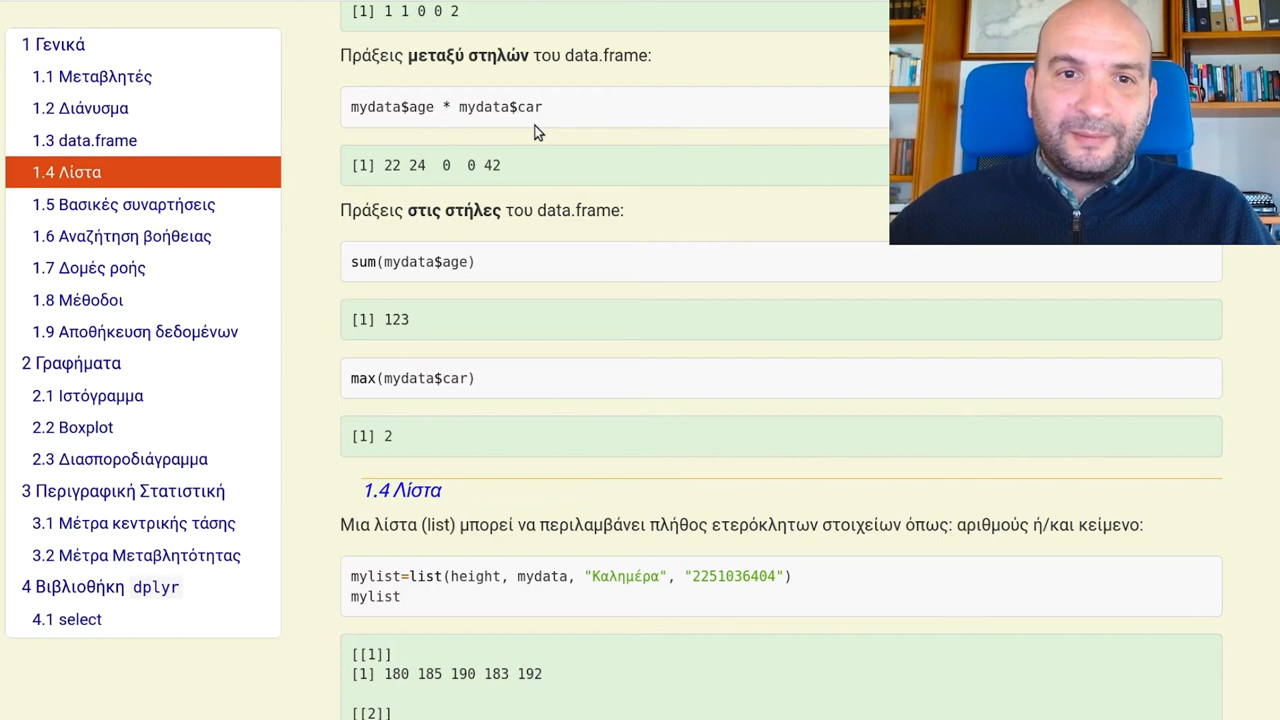 1 Γενικά
1.1 Μεταβλητές
1.2 Διάνυσμα
1.3 data.frame
1.4 Λίστα
1.5 Βασικές συναρτήσεις
1.6 Αναζήτηση βοήθειας
1.7 Δομές ροής
1.8 Μέθοδοι
1.9 Αποθήκευση δεδομένων
2 Γραφήματα
2.1 Ιστόγραμμα
2.2 Boxplot
2.3 Διασποροδιάγραμμα
3 Περιγραφική Στατιστική
3.1 Μέτρα κεντρικής τάσης
3.2 Μέτρα Μεταβλητότητας
4 Βιβλιοθήκη dplyr
4.1 select
[1] 1 1 0 0 2
Πράξεις μεταξύ στηλών του data.frame:
mydata$age * mydata$car
[1] 22 24  0  0 42
Πράξεις στις στήλες του data.frame:
sum(mydata$age)
[1] 123
max(mydata$car)
[1] 2
1.4 Λίστα
Μια λίστα (list) μπορεί να περιλαμβάνει πλήθος ετερόκλητων στοιχείων όπως: αριθμούς ή/και κείμενο:
mylist=list(height, mydata, "Καλημέρα", "2251036404")
mylist
[[1]]
[1] 180 185 190 183 192
[[2]]